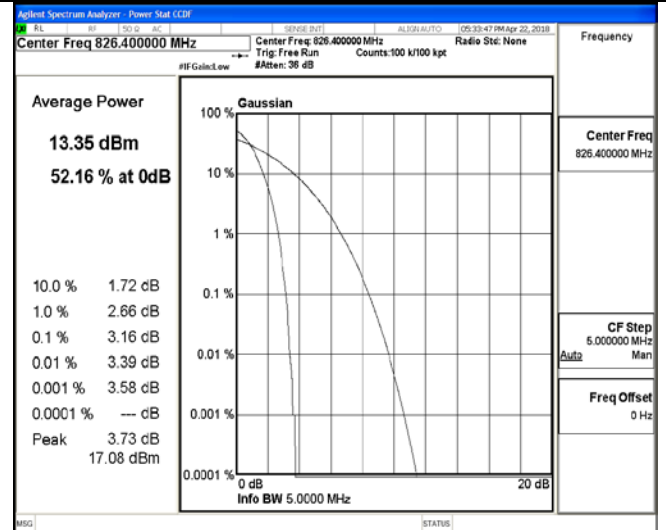 Agilent Spectrum Analyzer - Power Stat CCDF
RL RF 50 Ω AC SENSE:INT ALIGN AUTO 05:33:47 PM Apr 22, 2018
Center Freq 826.400000 MHz
Center Freq: 826.400000 MHz Radio Std: None
Trig: Free Run Counts:100 k/100 kpt
#IFGain:Low #Atten: 36 dB
Frequency
Average Power
13.35 dBm
52.16 % at 0dB
10.0 % 1.72 dB
1.0 % 2.66 dB
0.1 % 3.16 dB
0.01 % 3.39 dB
0.001 % 3.58 dB
0.0001 % --- dB
Peak 3.73 dB
17.08 dBm
Gaussian
100 %
10 %
1 %
0.1 %
0.01 %
0.001 %
0.0001 %
0 dB 20 dB
Info BW 5.0000 MHz
Center Freq
826.400000 MHz
CF Step
5.000000 MHz
Auto Man
Freq Offset
0 Hz
MSG STATUS